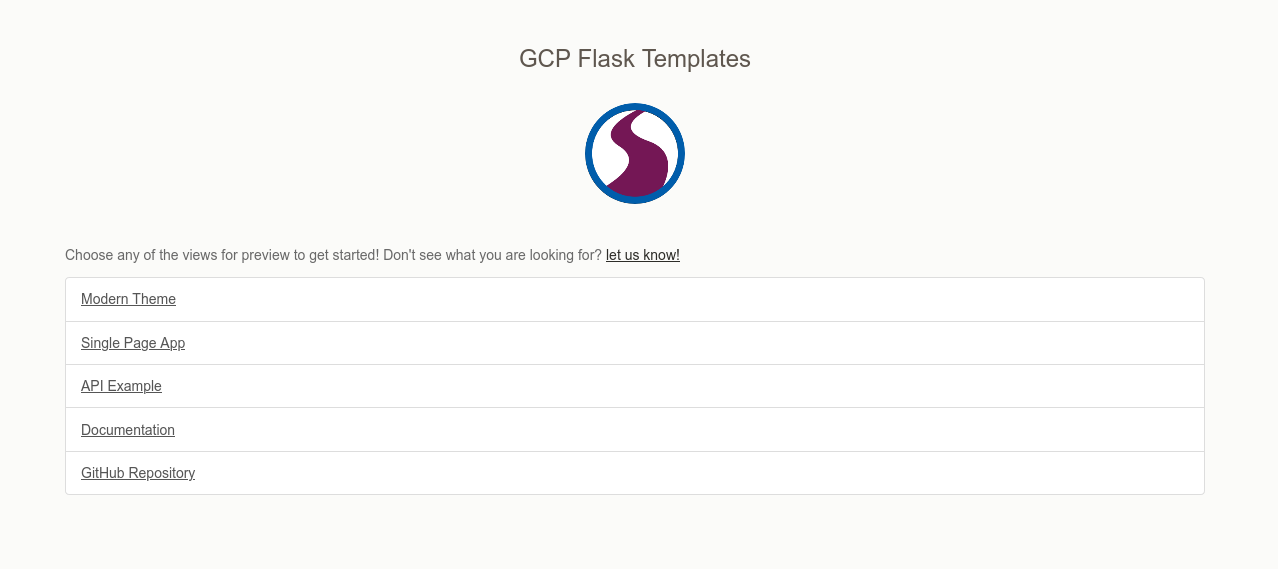 GCP Flask Templates
Choose any of the views for preview to get started! Don't see what you are looking for? let us know!
Modern Theme
Single Page App
API Example
Documentation
GitHub Repository